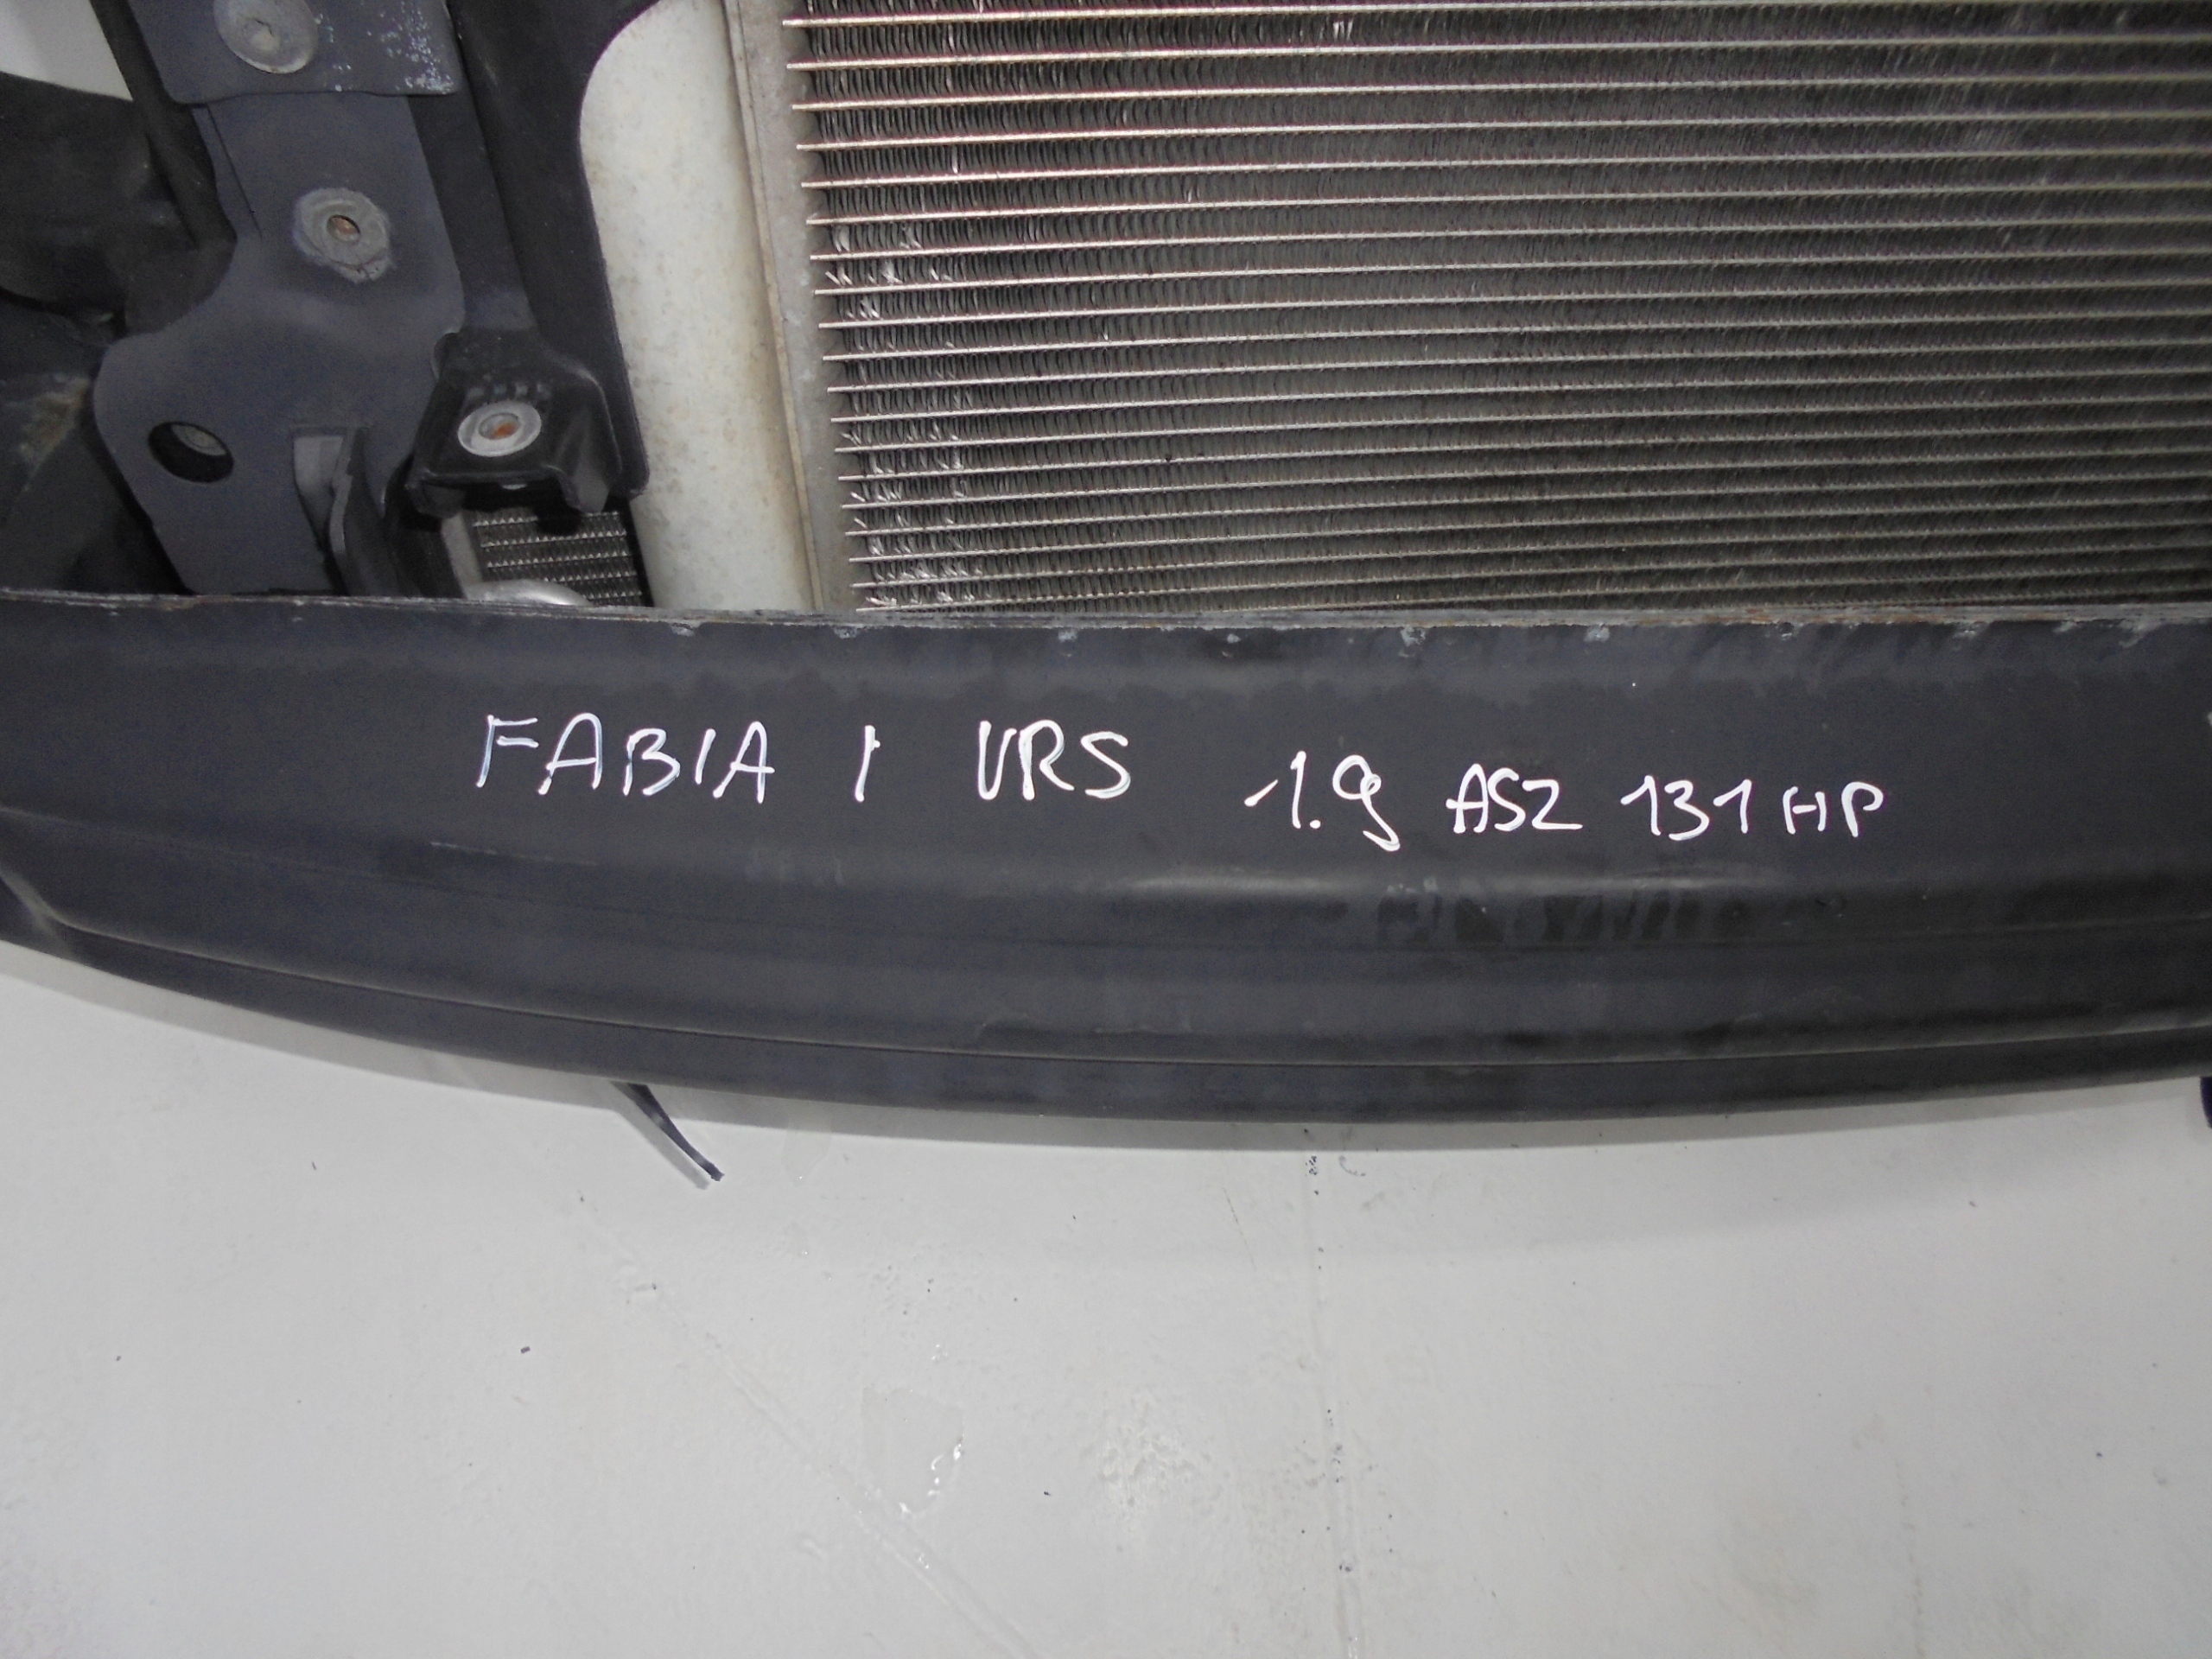 FABIA I VRS 1.9 ASZ 131 HP